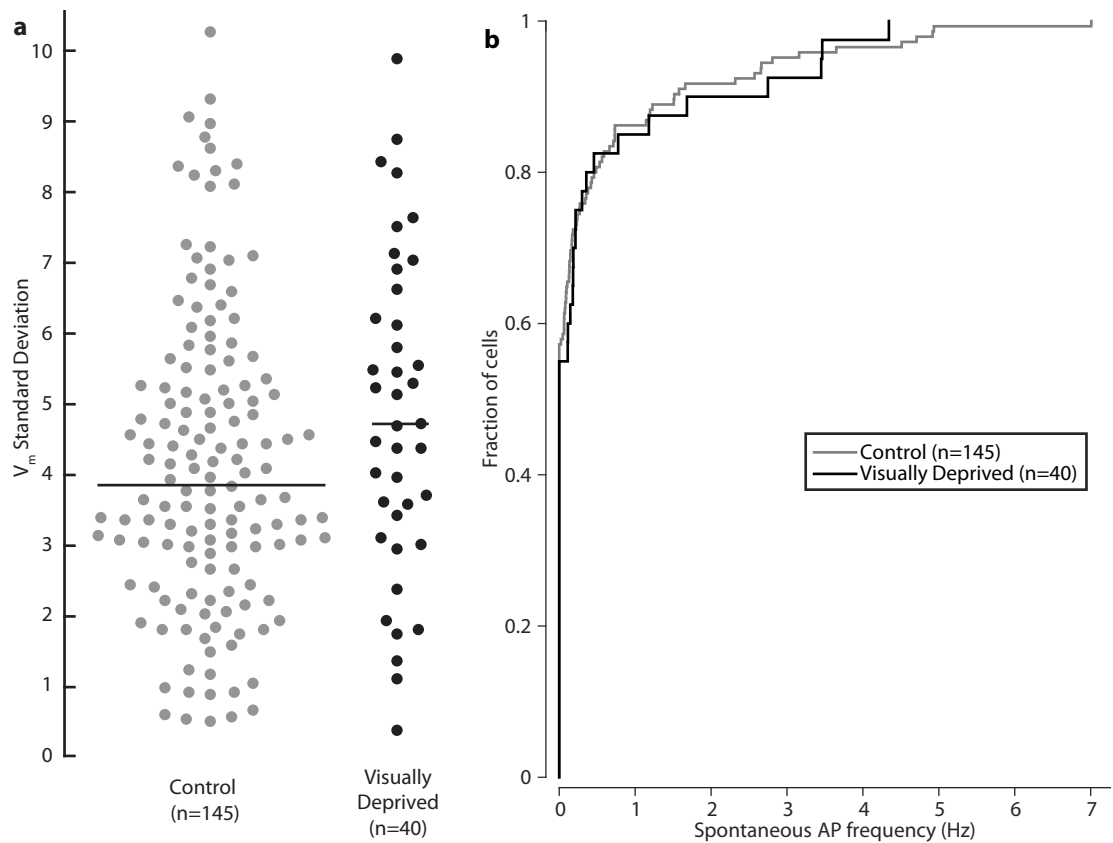 a
10
9
8
7
6
5
4
3
2
1
0
Vm Standard Deviation
Control
(n=145)
Visually
Deprived
(n=40)
b
1
0.8
0.6
0.4
0.2
0
Fraction of cells
Control (n=145)
Visually Deprived (n=40)
0 1 2 3 4 5 6 7
Spontaneous AP frequency (Hz)